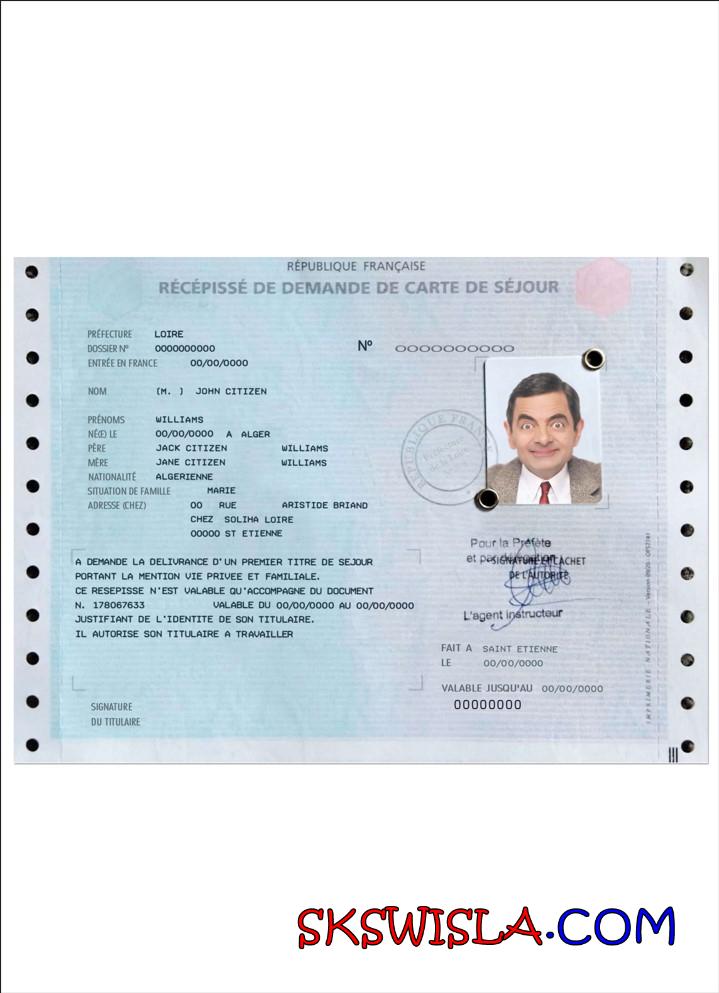 RÉPUBLIQUE FRANÇAISE
RÉCÉPISSÉ DE DEMANDE DE CARTE DE SÉJOUR
PRÉFECTURE LOIRE
DOSSIER Nº 0000000000
Nº 0000000000
ENTRÉE EN FRANCE 00/00/0000
NOM (M. ) JOHN CITIZEN
PRÉNOMS WILLIAMS
NÉ(E) LE 00/00/0000 A ALGER
PÈRE JACK CITIZEN WILLIAMS
MÈRE JANE CITIZEN WILLIAMS
NATIONALITÉ ALGERIENNE
SITUATION DE FAMILLE MARIE
ADRESSE (CHEZ) 00 RUE ARISTIDE BRIAND
CHEZ SOLIHA LOIRE
00000 ST ETIENNE
RÉPUBLIQUE FRAN
Pour la Préfète
et par délégation
SIGNATURE ET CACHET
DE L'AUTORITÉ
L'agent instructeur
A DEMANDE LA DELIVRANCE D'UN PREMIER TITRE DE SEJOUR
PORTANT LA MENTION VIE PRIVEE ET FAMILIALE.
CE RESEPISSE N'EST VALABLE QU'ACCOMPAGNE DU DOCUMENT
N. 178067633 VALABLE DU 00/00/0000 AU 00/00/0000
JUSTIFIANT DE L'IDENTITE DE SON TITULAIRE.
IL AUTORISE SON TITULAIRE A TRAVAILLER
FAIT A SAINT ETIENNE
LE 00/00/0000
VALABLE JUSQU'AU 00/00/0000
00000000
SIGNATURE
DU TITULAIRE
IMPRIMERIE NATIONALE
SKSWISLA.COM